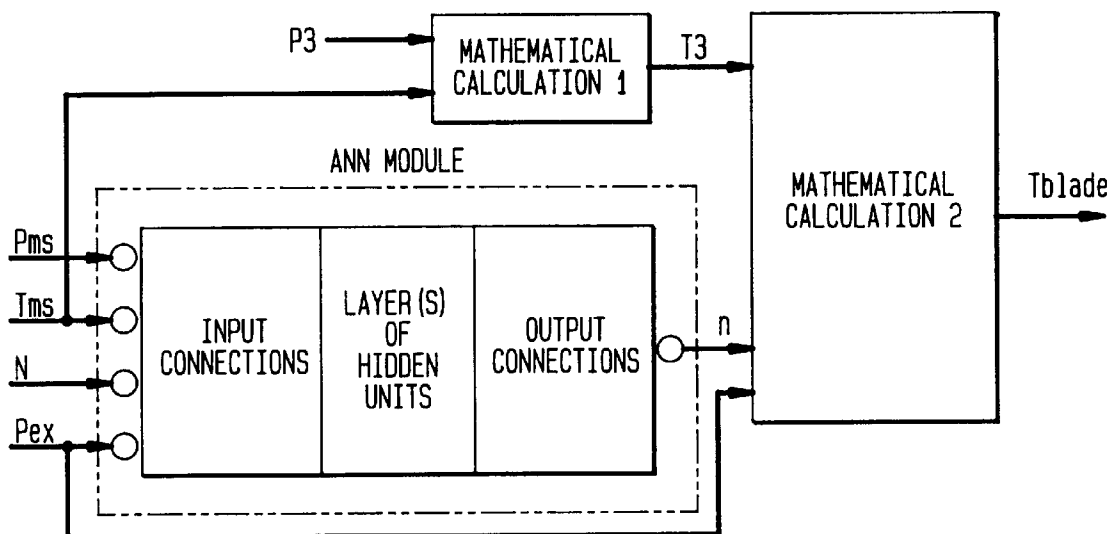 P3
MATHEMATICAL
CALCULATION 1
T3
ANN MODULE
MATHEMATICAL
CALCULATION 2
Tblade
Pms
Tms
N
Pex
INPUT
CONNECTIONS
LAYER(S)
OF
HIDDEN
UNITS
OUTPUT
CONNECTIONS
n